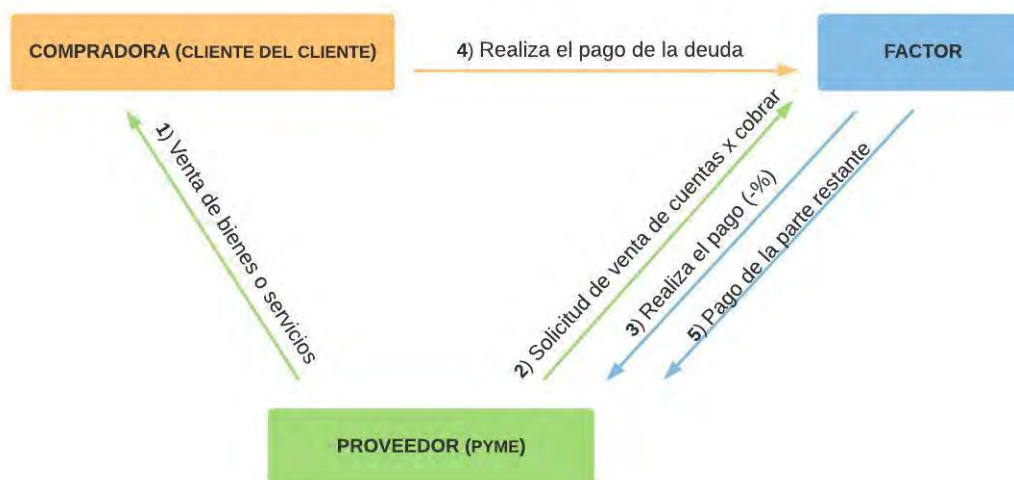 COMPRADORA (CLIENTE DEL CLIENTE)
4) Realiza el pago de la deuda
FACTOR
1) Venta de bienes o servicios
2) Solicitud de venta de cuentas x cobrar
3) Realiza el pago (-%)
5) Pago de la parte restante
PROVEEDOR (PYME)